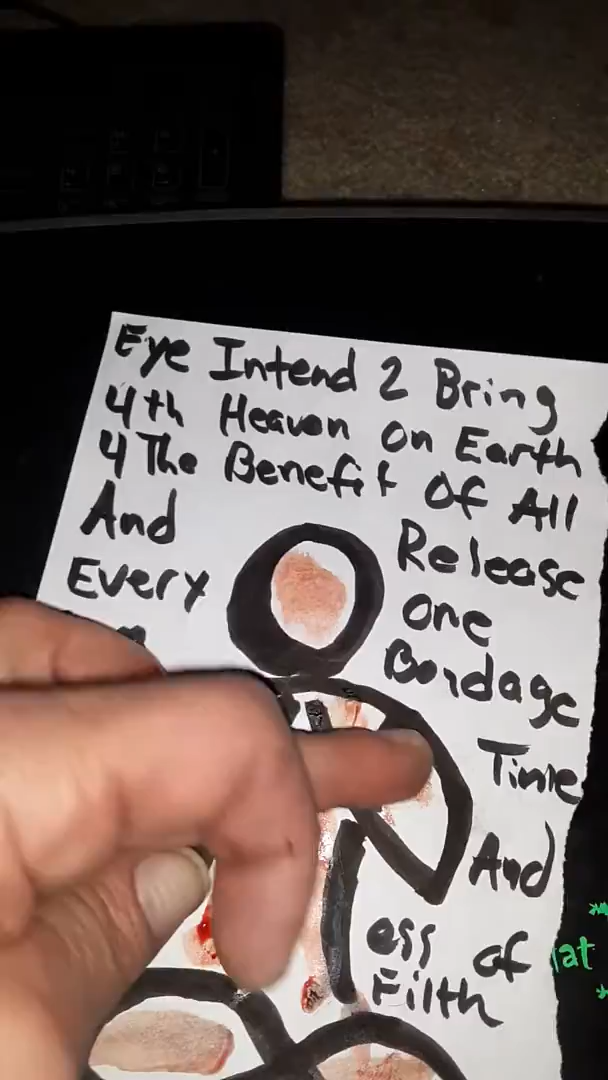 Eye Intend 2 Bring
4th Heaven on Earth
4 The Benefit Of All
And Release
Every one
Bondage
Time
And
ess of
Filth
at